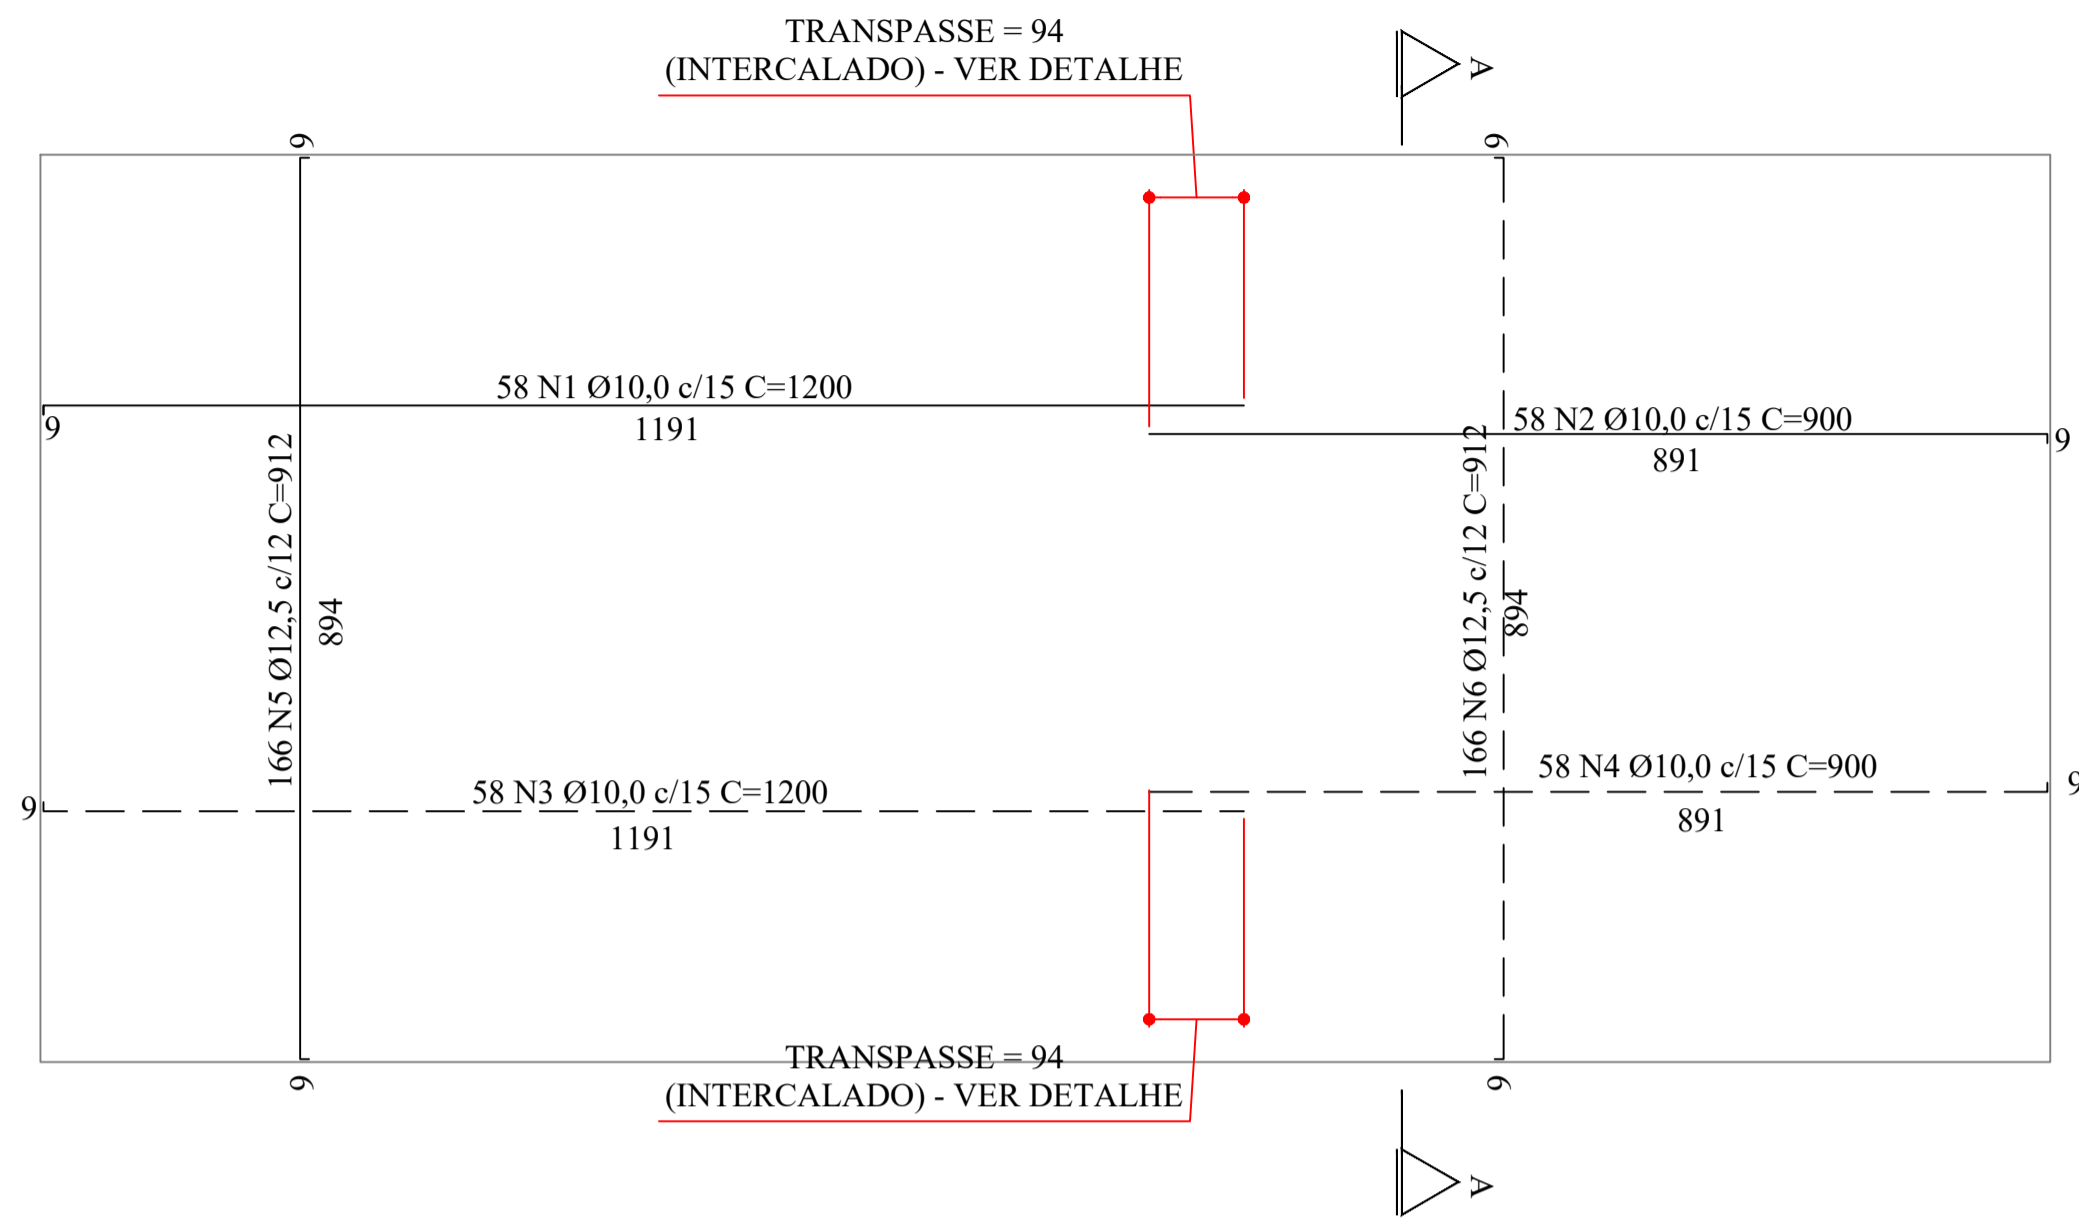 TRANSPASSE = 94
(INTERCALADO) - VER DETALHE
A
9
9
58 N1 Ø10,0 c/15 C=1200
1191
9
58 N2 Ø10,0 c/15 C=900
891
9
166 N5 Ø12,5 c/12 C=912
894
166 N6 Ø12,5 c/12 C=912
894
58 N3 Ø10,0 c/15 C=1200
1191
9
58 N4 Ø10,0 c/15 C=900
891
9
TRANSPASSE = 94
(INTERCALADO) - VER DETALHE
9
9
A